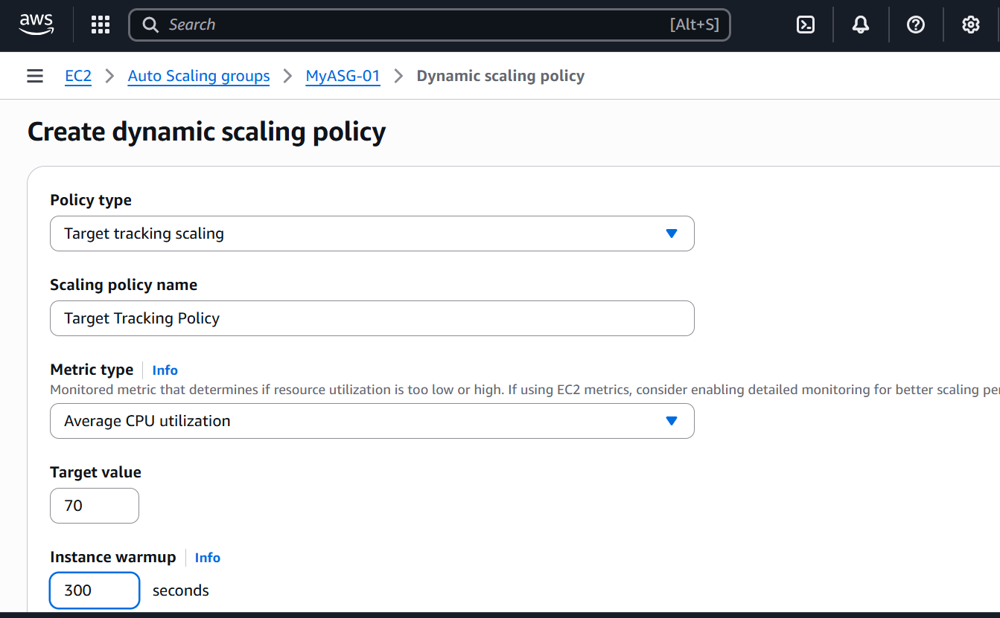 aws
Search [Alt+S]
EC2 > Auto Scaling groups > MyASG-01 > Dynamic scaling policy
Create dynamic scaling policy
Policy type
Target tracking scaling
Scaling policy name
Target Tracking Policy
Metric type Info
Monitored metric that determines if resource utilization is too low or high. If using EC2 metrics, consider enabling detailed monitoring for better scaling
Average CPU utilization
Target value
70
Instance warmup Info
300 seconds